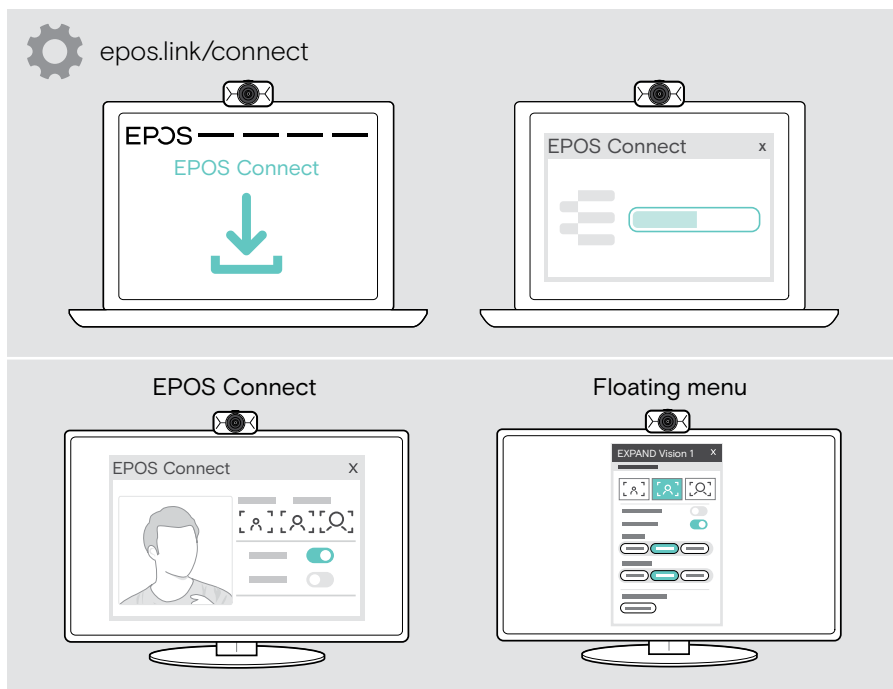 epos.link/connect
EPOS
EPOS Connect
EPOS Connect x
EPOS Connect
EPOS Connect X
Floating menu
EXPAND Vision 1 X